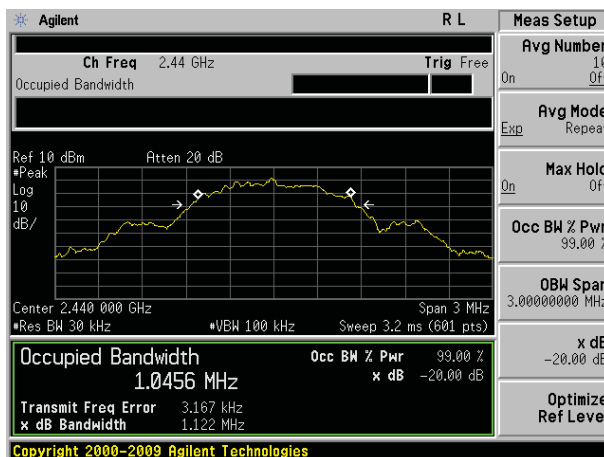 Agilent R L
Ch Freq 2.44 GHz Trig Free
Occupied Bandwidth
Ref 10 dBm Atten 20 dB
#Peak
Log
10
dB/
Center 2.440 000 GHz Span 3 MHz
#Res BW 30 kHz #VBW 100 kHz Sweep 3.2 ms (601 pts)
Occupied Bandwidth Occ BW % Pwr 99.00 %
1.0456 MHz x dB -20.00 dB
Transmit Freq Error 3.167 kHz
x dB Bandwidth 1.122 MHz
Copyright 2000-2009 Agilent Technologies
Meas Setup
Avg Number
10
On Off
Avg Mode
Exp Repeat
Max Hold
On Off
Occ BW % Pwr
99.00 %
OBW Span
3.00000000 MHz
x dB
-20.00 dB
Optimize
Ref Level